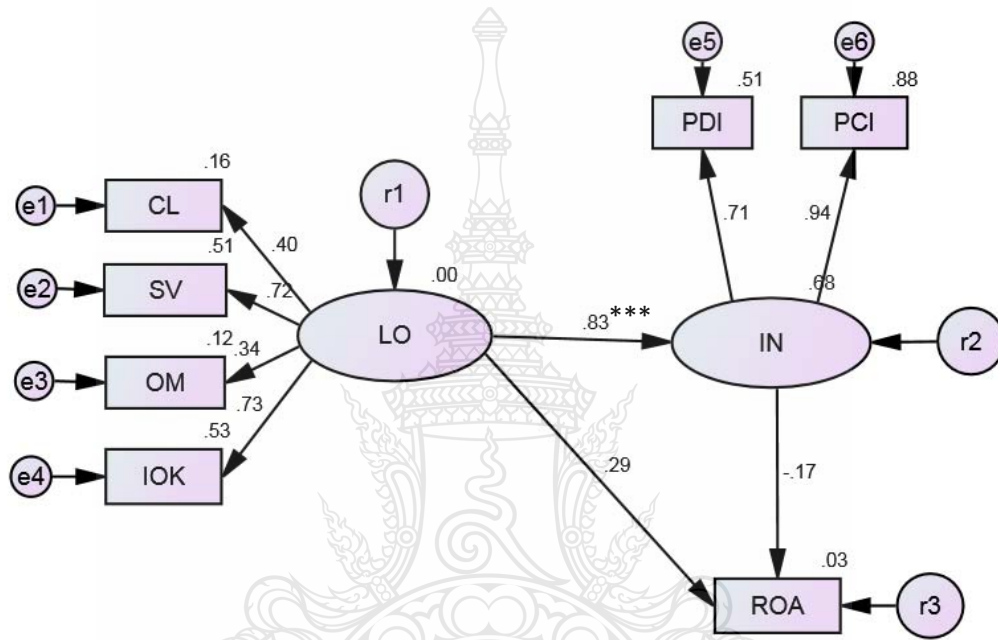 e5
e6
.51
.88
PDI
PCI
.16
r1
e1
CL
.71
.94
.40
.51
e2
SV
.72
.00
.68
LO
.83***
IN
r2
.12
.34
e3
OM
.73
.53
e4
IOK
.29
-.17
.03
ROA
r3